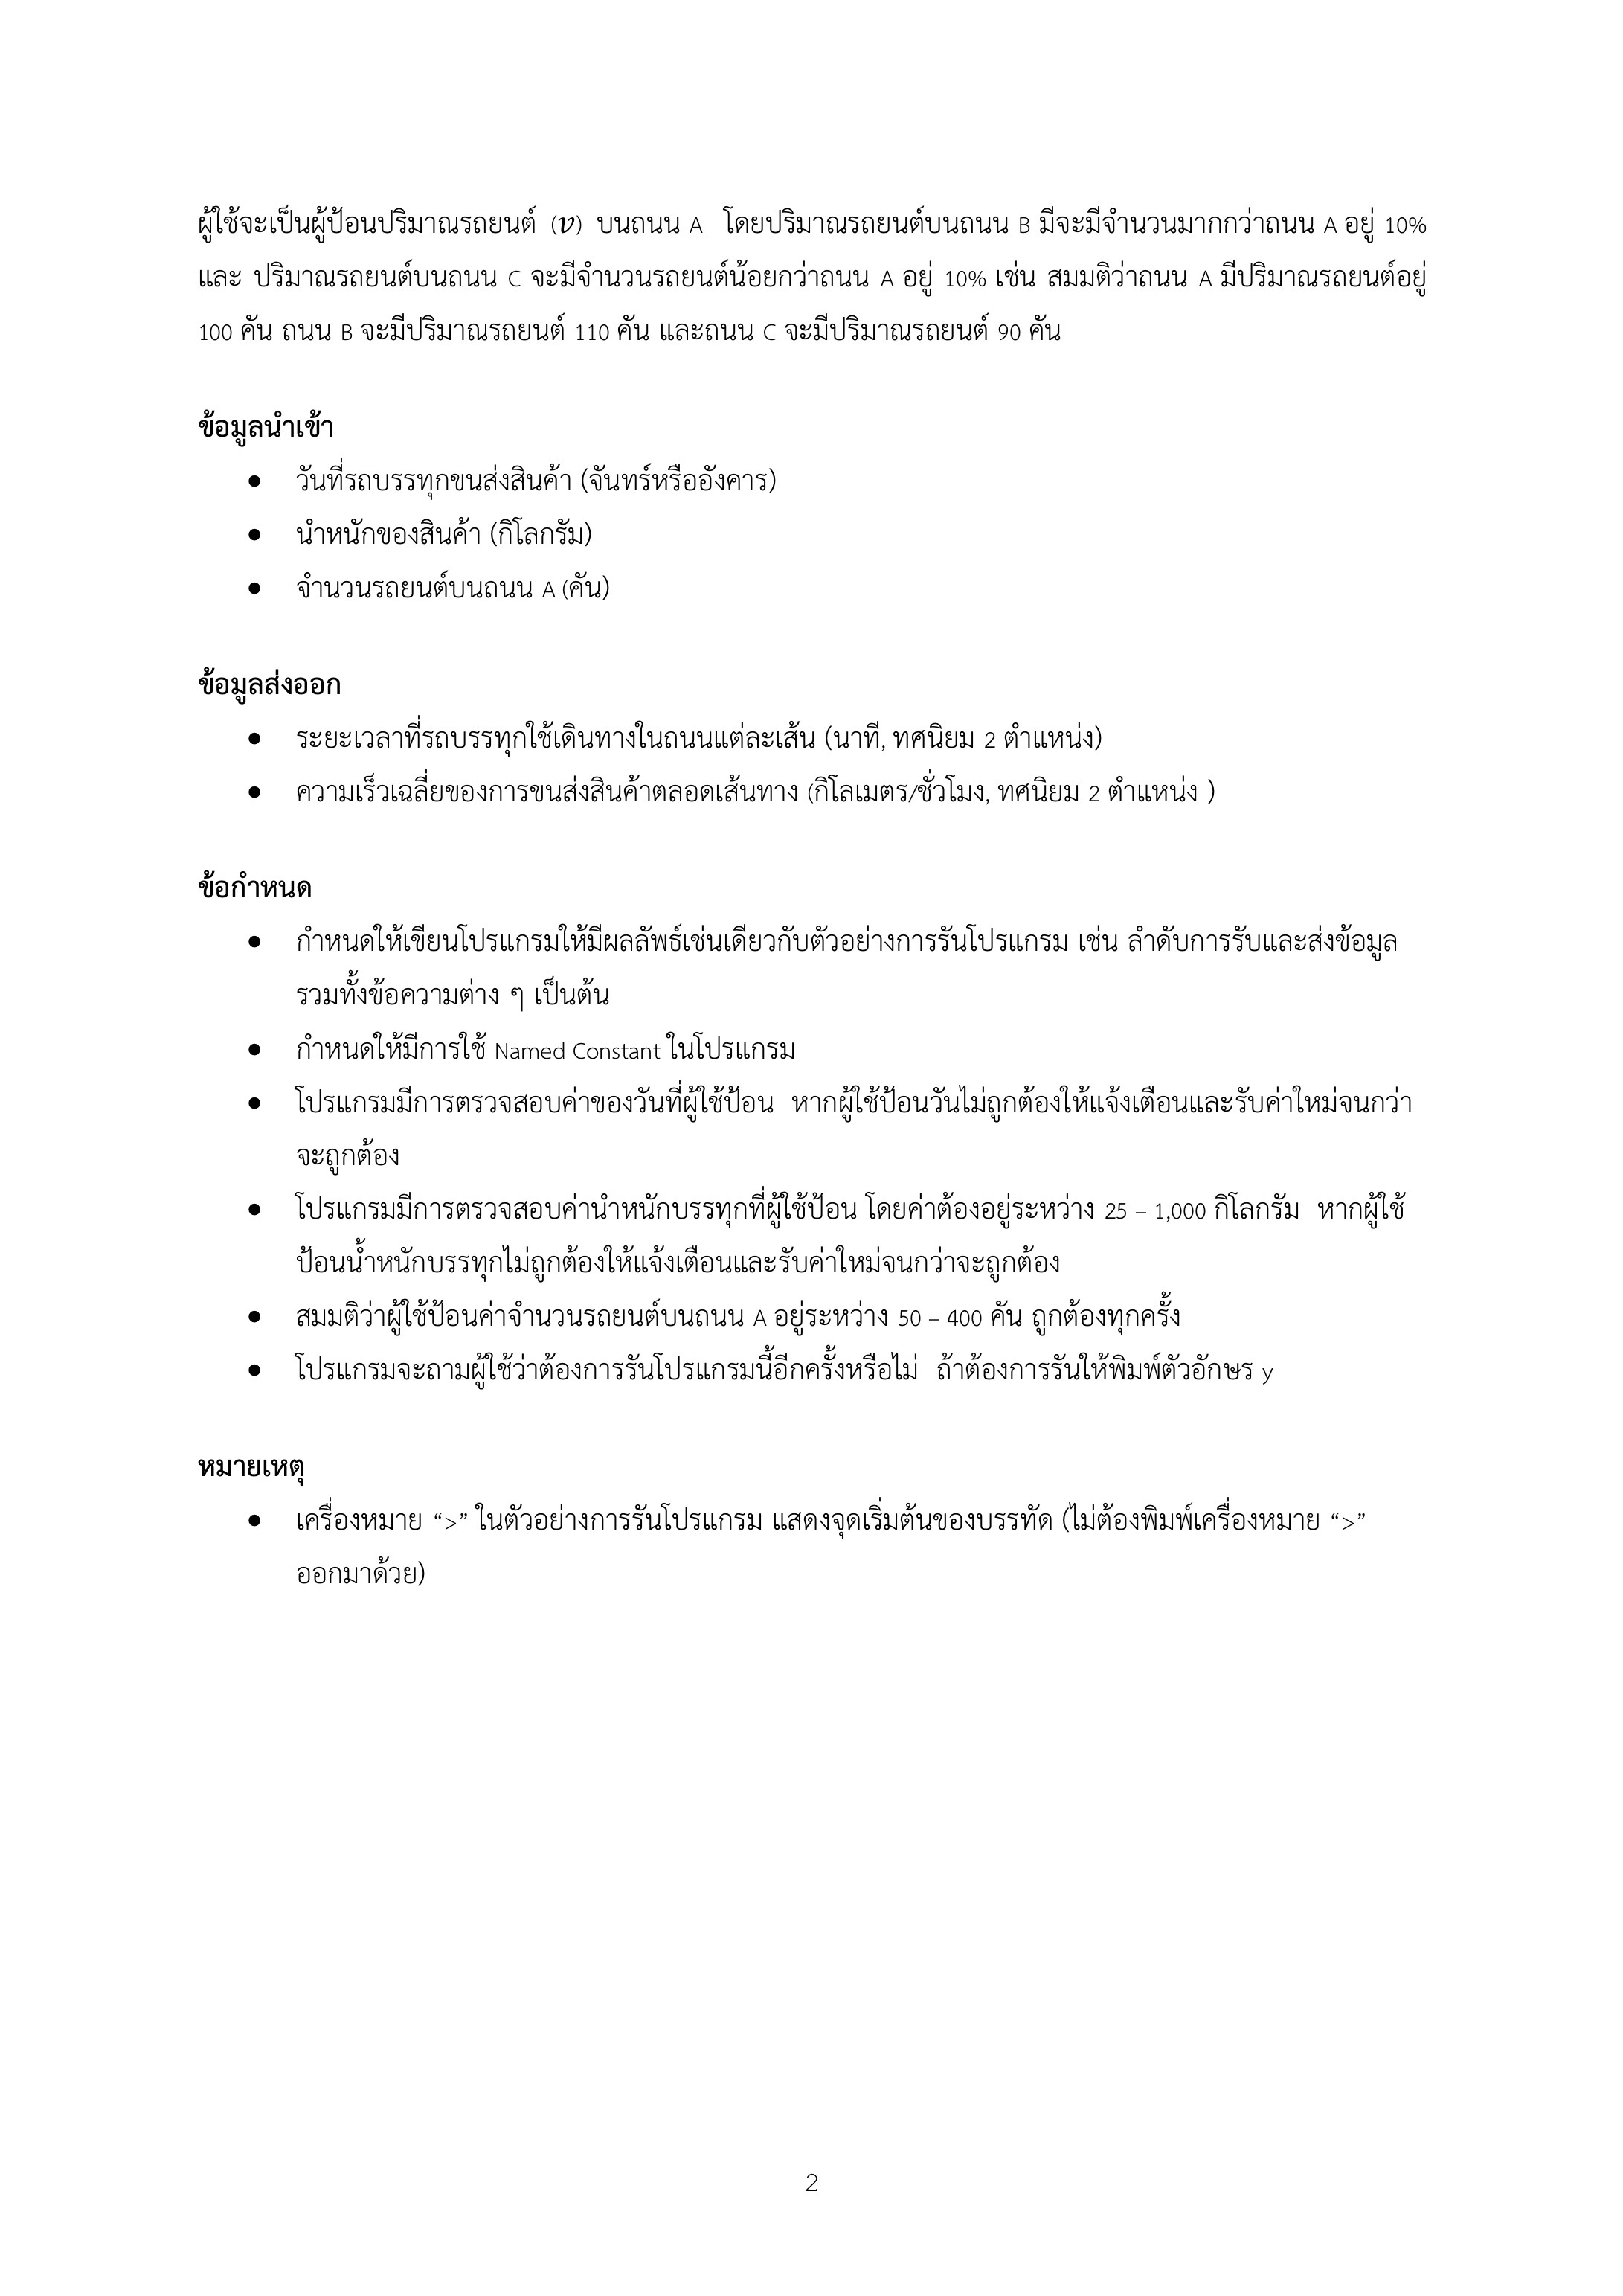 ผู้ใช้จะเป็นผู้ป้อนปริมาณรถยนต์ (v) บนถนน A โดยปริมาณรถยนต์บนถนน B มีจะมีจำนวนมากกว่าถนน A อยู่ 10%
และ ปริมาณรถยนต์บนถนน C จะมีจำนวนรถยนต์น้อยกว่าถนน A อยู่ 10% เช่น สมมติว่าถนน A มีปริมาณรถยนต์อยู่
100 คัน ถนน B จะมีปริมาณรถยนต์ 110 คัน และถนน C จะมีปริมาณรถยนต์ 90 คัน
ข้อมูลนำเข้า
● วันที่รถบรรทุกขนส่งสินค้า (จันทร์หรืออังคาร)
● นำหนักของสินค้า (กิโลกรัม)
● จำนวนรถยนต์บนถนน A (คัน)
ข้อมูลส่งออก
● ระยะเวลาที่รถบรรทุกใช้เดินทางในถนนแต่ละเส้น (นาที, ทศนิยม 2 ตำแหน่ง)
● ความเร็วเฉลี่ยของการขนส่งสินค้าตลอดเส้นทาง (กิโลเมตร/ชั่วโมง, ทศนิยม 2 ตำแหน่ง )
ข้อกำหนด
● กำหนดให้เขียนโปรแกรมให้มีผลลัพธ์เช่นเดียวกับตัวอย่างการรันโปรแกรม เช่น ลำดับการรับและส่งข้อมูล
รวมทั้งข้อความต่าง ๆ เป็นต้น
● กำหนดให้มีการใช้ Named Constant ในโปรแกรม
● โปรแกรมมีการตรวจสอบค่าของวันที่ผู้ใช้ป้อน หากผู้ใช้ป้อนวันไม่ถูกต้องให้แจ้งเตือนและรับค่าใหม่จนกว่า
จะถูกต้อง
● โปรแกรมมีการตรวจสอบค่านำหนักบรรทุกที่ผู้ใช้ป้อน โดยค่าต้องอยู่ระหว่าง 25 – 1,000 กิโลกรัม หากผู้ใช้
ป้อนน้ำหนักบรรทุกไม่ถูกต้องให้แจ้งเตือนและรับค่าใหม่จนกว่าจะถูกต้อง
● สมมติว่าผู้ใช้ป้อนค่าจำนวนรถยนต์บนถนน A อยู่ระหว่าง 50 – 400 คัน ถูกต้องทุกครั้ง
● โปรแกรมจะถามผู้ใช้ว่าต้องการรันโปรแกรมนี้อีกครั้งหรือไม่ ถ้าต้องการรันให้พิมพ์ตัวอักษร y
หมายเหตุ
● เครื่องหมาย “>” ในตัวอย่างการรันโปรแกรม แสดงจุดเริ่มต้นของบรรทัด (ไม่ต้องพิมพ์เครื่องหมาย “>”
ออกมาด้วย)
2